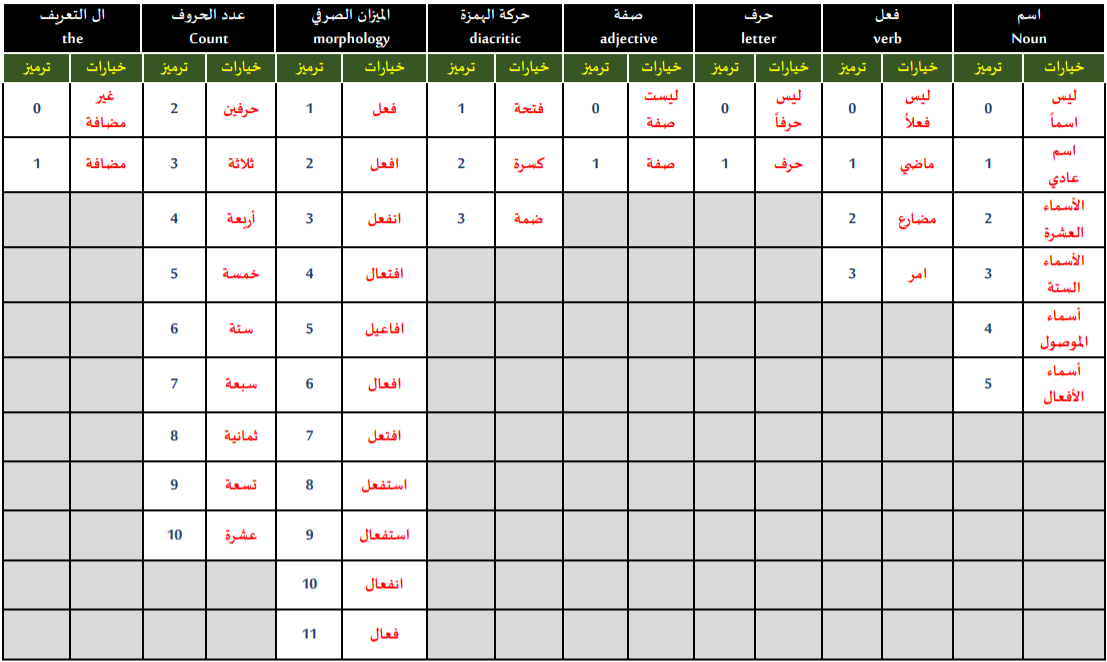 اسم فعل حرف صفة حركة الهمزة الميزان الصرفي عدد الحروف ال التعريف
Noun verb letter adjective diacritic morphology Count the
خيارات ترميز خيارات ترميز خيارات ترميز خيارات ترميز خيارات ترميز خيارات ترميز خيارات ترميز خيارات ترميز
ليس اسماً 0 ليس فعلاً 0 ليس حرفاً 0 ليست صفة 0 فتحة 1 فعل 1 حرفين 2 غير مضافة 0
اسم عادي 1 ماضي 1 حرف 1 صفة 1 كسرة 2 افعل 2 ثلاثة 3 مضافة 1
الأسماء العشرة 2 مضارع 2 ضمة 3 انفعل 3 أربعة 4
الأسماء الستة 3 امر 3 افتعال 4 خمسة 5
أسماء الموصول 4 افاعيل 5 ستة 6
أسماء الأفعال 5 افعال 6 سبعة 7
افتعل 7 ثمانية 8
استفعل 8 تسعة 9
استفعال 9 عشرة 10
انفعال 10
فعال 11